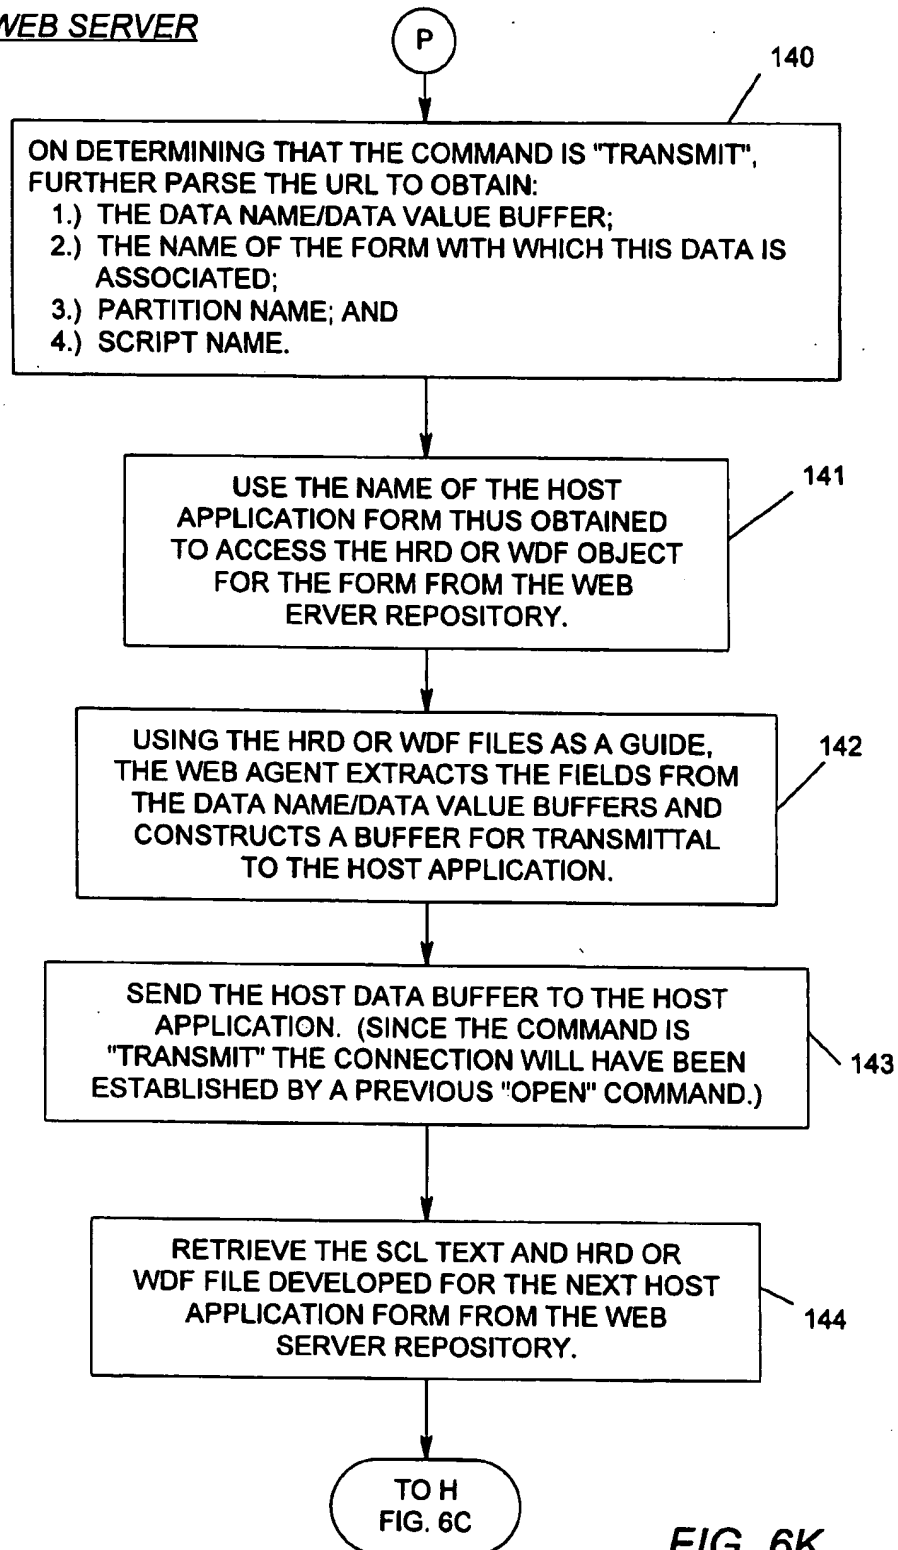 WEB SERVER
P
140
ON DETERMINING THAT THE COMMAND IS "TRANSMIT",
FURTHER PARSE THE URL TO OBTAIN:
1.) THE DATA NAME/DATA VALUE BUFFER;
2.) THE NAME OF THE FORM WITH WHICH THIS DATA IS
ASSOCIATED;
3.) PARTITION NAME; AND
4.) SCRIPT NAME.
141
USE THE NAME OF THE HOST
APPLICATION FORM THUS OBTAINED
TO ACCESS THE HRD OR WDF OBJECT
FOR THE FORM FROM THE WEB
ERVER REPOSITORY.
142
USING THE HRD OR WDF FILES AS A GUIDE,
THE WEB AGENT EXTRACTS THE FIELDS FROM
THE DATA NAME/DATA VALUE BUFFERS AND
CONSTRUCTS A BUFFER FOR TRANSMITTAL
TO THE HOST APPLICATION.
SEND THE HOST DATA BUFFER TO THE HOST
APPLICATION. (SINCE THE COMMAND IS
"TRANSMIT" THE CONNECTION WILL HAVE BEEN
ESTABLISHED BY A PREVIOUS "OPEN" COMMAND.)
143
RETRIEVE THE SCL TEXT AND HRD OR
WDF FILE DEVELOPED FOR THE NEXT HOST
APPLICATION FORM FROM THE WEB
SERVER REPOSITORY.
144
TO H
FIG. 6C
FIG. 6K